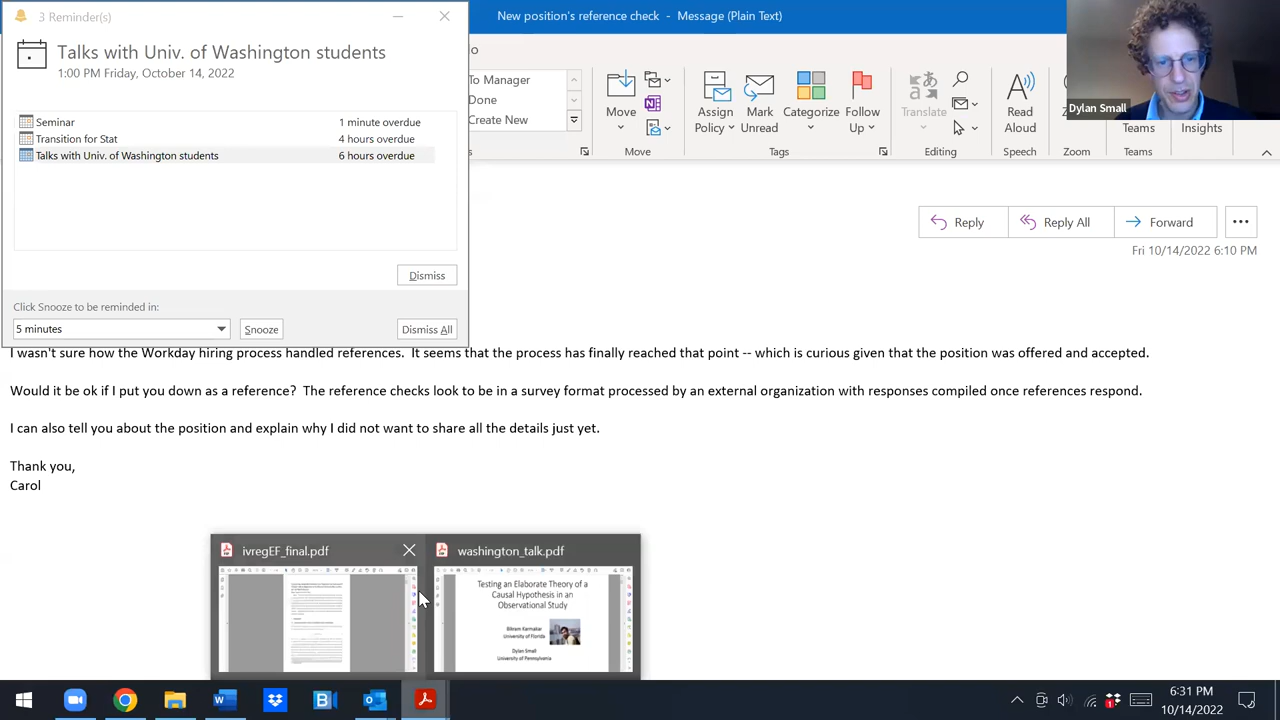 3 Reminder(s)
Talks with Univ. of Washington students
1:00 PM Friday, October 14, 2022
Seminar 1 minute overdue
Transition for Stat 4 hours overdue
Talks with Univ. of Washington students 6 hours overdue
Dismiss
Click Snooze to be reminded in:
5 minutes
Snooze
Dismiss All
New position's reference check - Message (Plain Text)
To Manager
Done
Create New
Move
Assign
Policy
Mark
Unread
Categorize
Follow
Up
Translate
Read
Aloud
Teams
Insights
Move
Tags
Editing
Speech
Zoom
Teams
Dylan Small
Reply
Reply All
Forward
Fri 10/14/2022 6:10 PM
I wasn't sure how the Workday hiring process handled references. It seems that the process has finally reached that point -- which is curious given that the position was offered and accepted.
Would it be ok if I put you down as a reference? The reference checks look to be in a survey format processed by an external organization with responses compiled once references respond.
I can also tell you about the position and explain why I did not want to share all the details just yet.
Thank you,
Carol
ivregEF_final.pdf
washington_talk.pdf
Testing an Elaborate Theory of a
Causal Hypothesis in an
Observational Study
Bikram Karmakar
University of Florida
Dylan Small
University of Pennsylvania
6:31 PM
10/14/2022